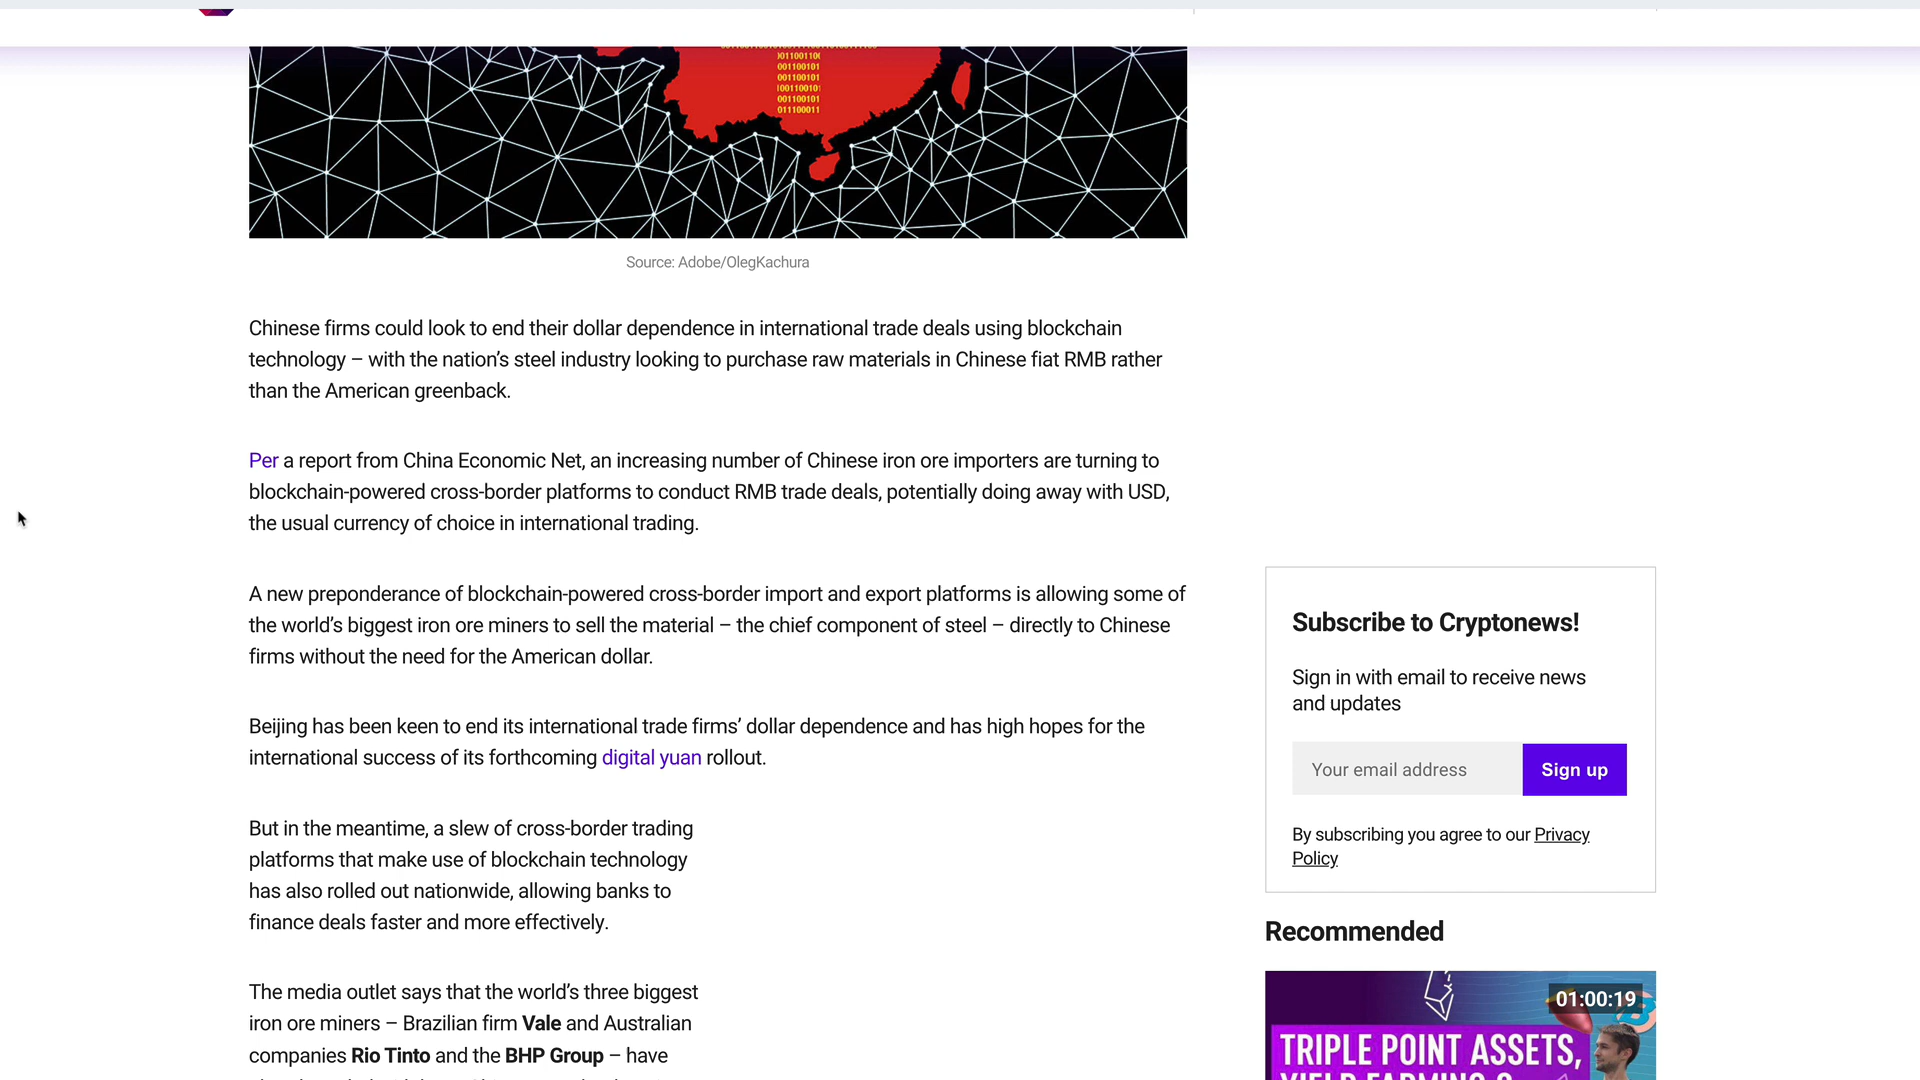 001100101
001100101
001100101
001100101
011100011
Source: Adobe/OlegKachura
Chinese firms could look to end their dollar dependence in international trade deals using blockchain
technology – with the nation’s steel industry looking to purchase raw materials in Chinese fiat RMB rather
than the American greenback.
Per a report from China Economic Net, an increasing number of Chinese iron ore importers are turning to
blockchain-powered cross-border platforms to conduct RMB trade deals, potentially doing away with USD,
the usual currency of choice in international trading.
A new preponderance of blockchain-powered cross-border import and export platforms is allowing some of
the world’s biggest iron ore miners to sell the material – the chief component of steel – directly to Chinese
firms without the need for the American dollar.
Beijing has been keen to end its international trade firms’ dollar dependence and has high hopes for the
international success of its forthcoming digital yuan rollout.
But in the meantime, a slew of cross-border trading
platforms that make use of blockchain technology
has also rolled out nationwide, allowing banks to
finance deals faster and more effectively.
The media outlet says that the world’s three biggest
iron ore miners – Brazilian firm Vale and Australian
companies Rio Tinto and the BHP Group – have
Subscribe to Cryptonews!
Sign in with email to receive news
and updates
Your email address
Sign up
By subscribing you agree to our Privacy
Policy
Recommended
01:00:19
TRIPLE POINT ASSETS,
YIELD FARMING &